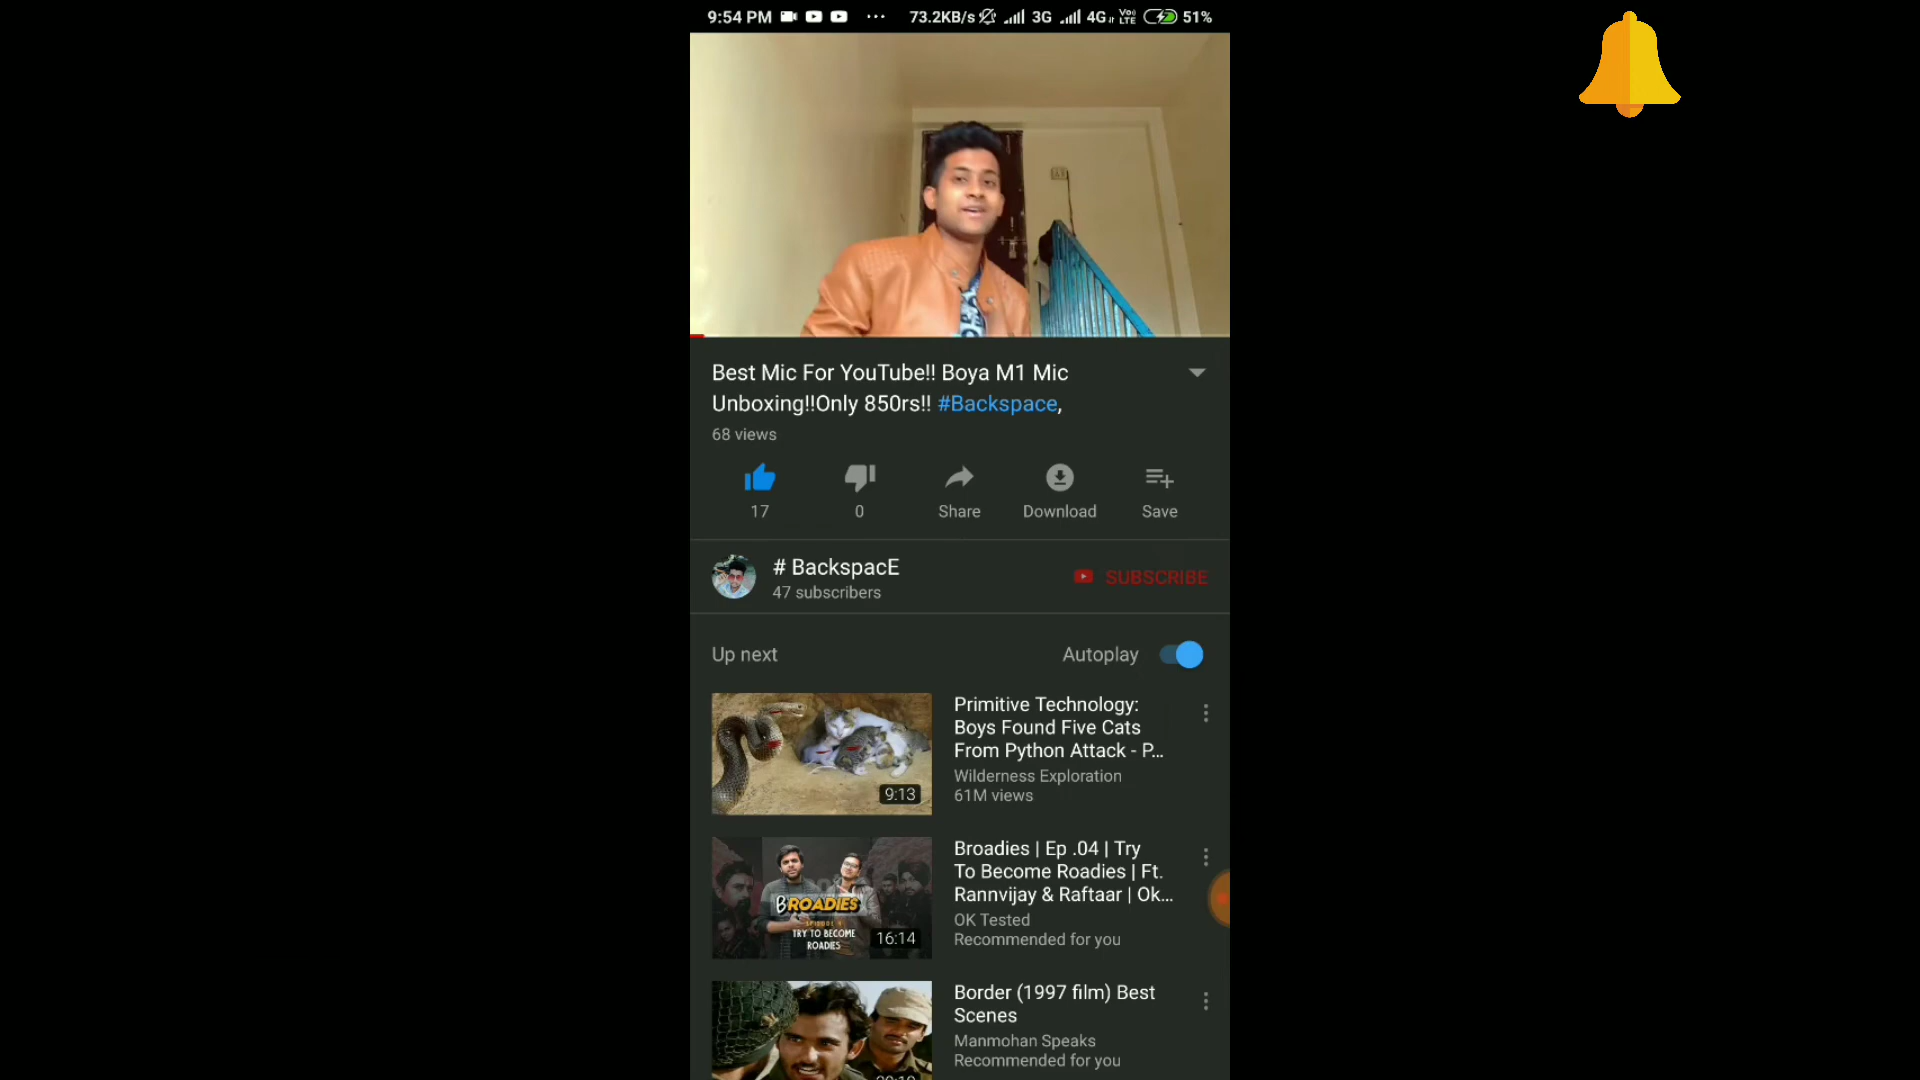 9:54 PM ... 73.2KB/s 3G 4G Vo) LTE 51%
Best Mic For YouTube!! Boya M1 Mic
Unboxing!!Only 850rs!! #Backspace,
68 views
17 0 Share Download Save
# BackspacE
47 subscribers
SUBSCRIBE
Up next Autoplay
Primitive Technology:
Boys Found Five Cats
From Python Attack - P...
Wilderness Exploration
61M views
9:13
Broadies | Ep .04 | Try
To Become Roadies | Ft.
Rannvijay & Raftaar | Ok...
OK Tested
Recommended for you
BROADIES
EPISODE 4
TRY TO BECOME
ROADIES
16:14
Border (1997 film) Best
Scenes
Manmohan Speaks
Recommended for you